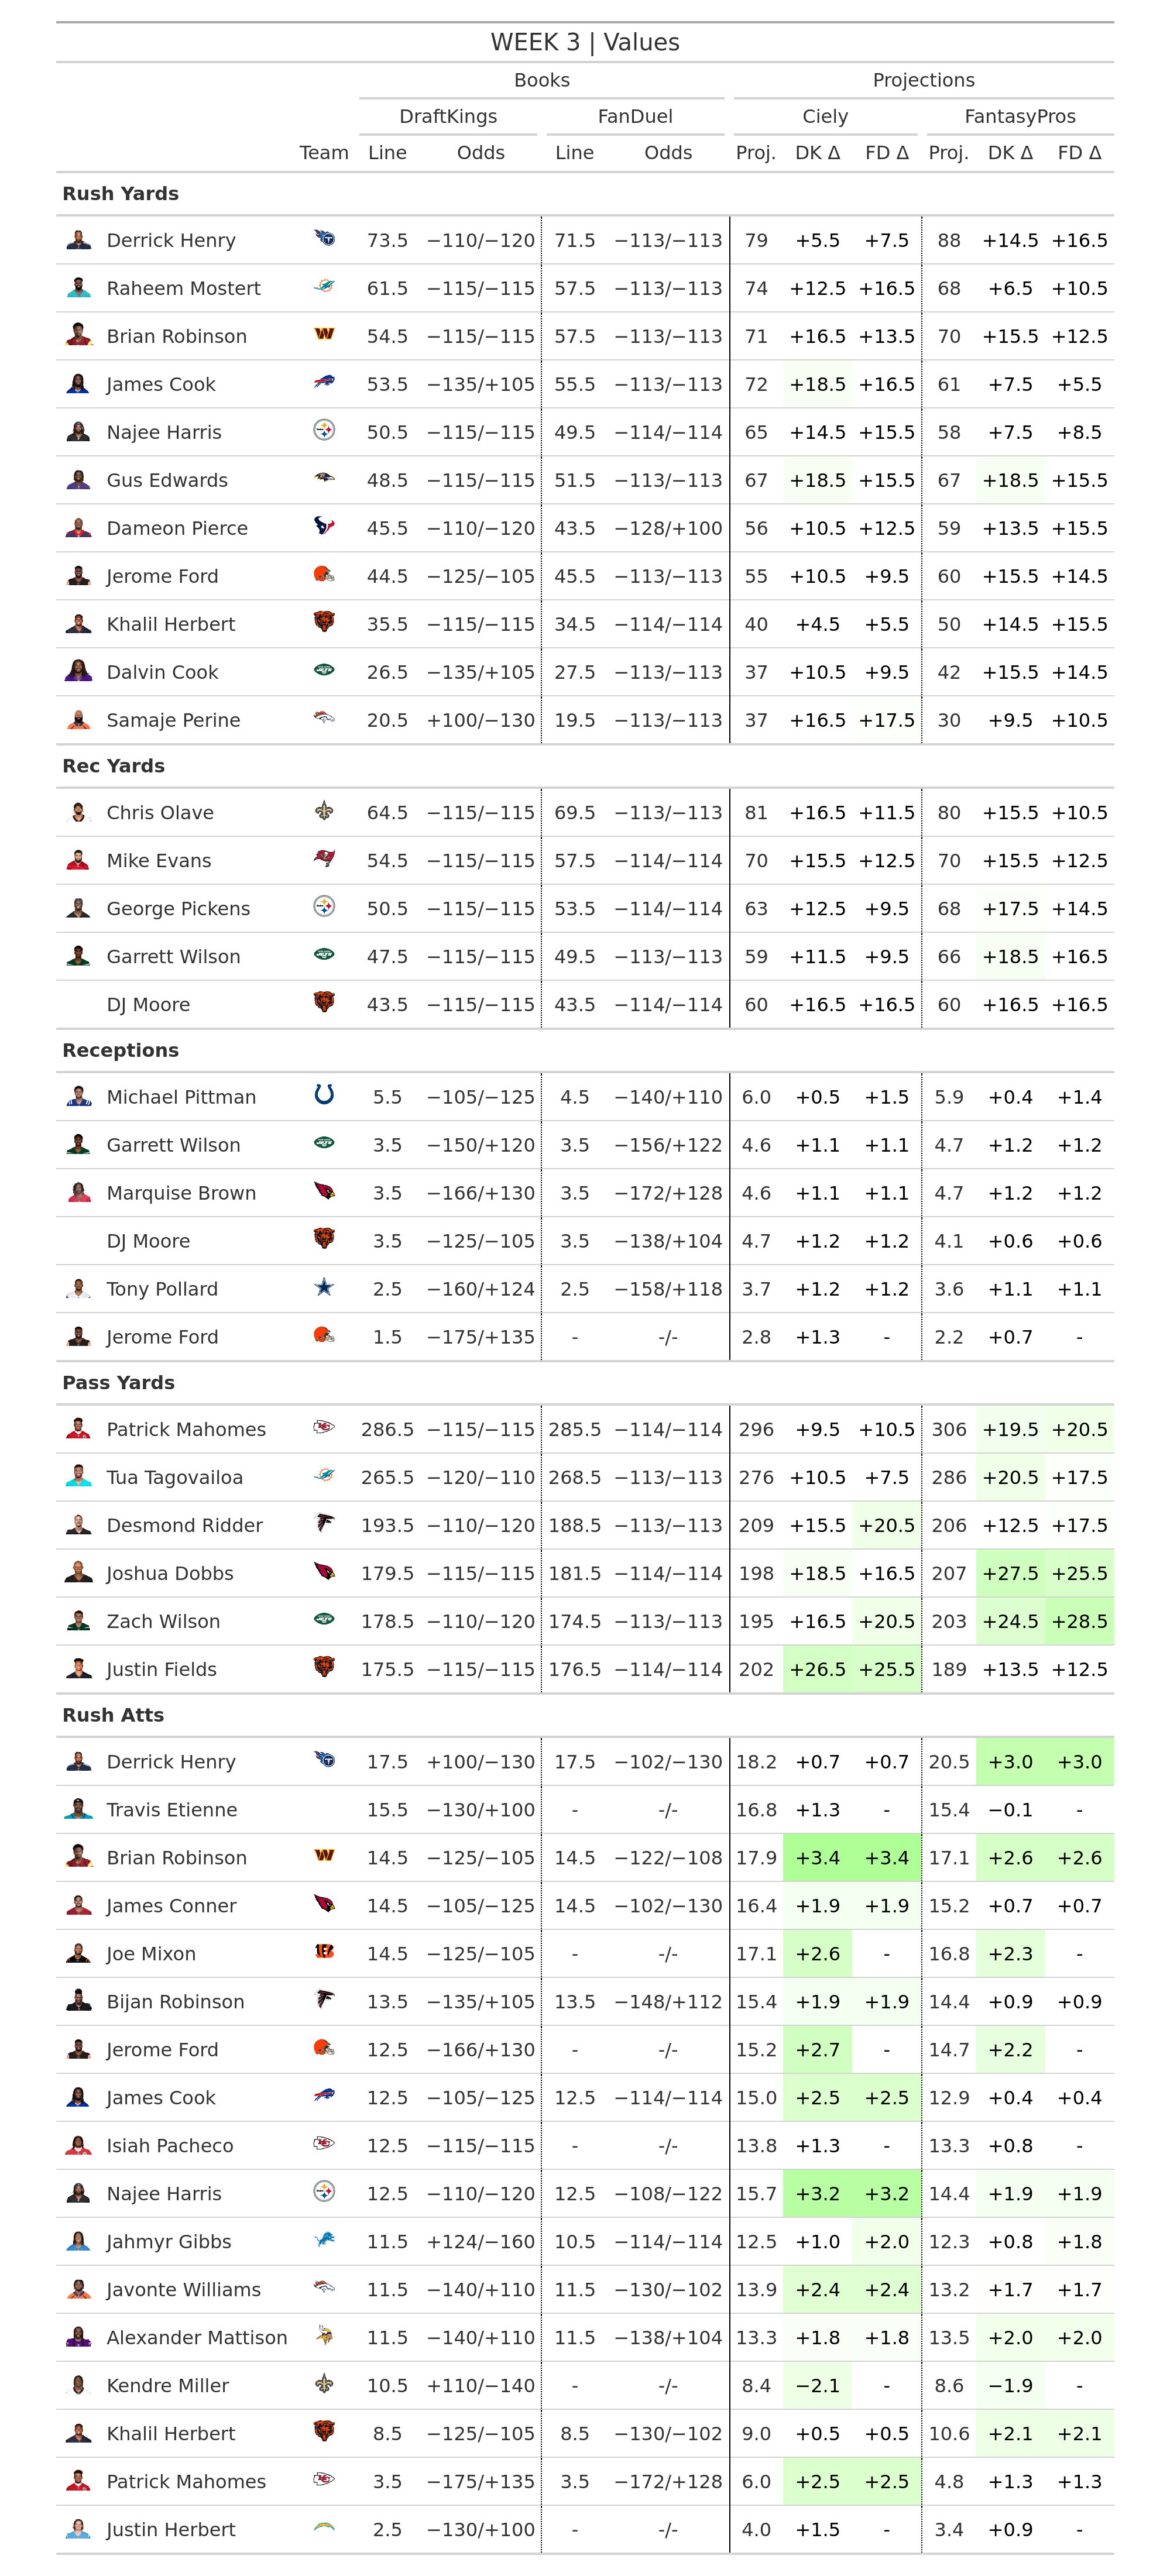 WEEK 3 | Values
Books Projections
DraftKings FanDuel Ciely FantasyPros
Team Line Odds Line Odds Proj. DK Δ FD Δ Proj. DK Δ FD Δ
Rush Yards
Derrick Henry 73.5 −110/−120 71.5 −113/−113 79 +5.5 +7.5 88 +14.5 +16.5
Raheem Mostert 61.5 −115/−115 57.5 −113/−113 74 +12.5 +16.5 68 +6.5 +10.5
Brian Robinson 54.5 −115/−115 57.5 −113/−113 71 +16.5 +13.5 70 +15.5 +12.5
James Cook 53.5 −135/+105 55.5 −113/−113 72 +18.5 +16.5 61 +7.5 +5.5
Najee Harris 50.5 −115/−115 49.5 −114/−114 65 +14.5 +15.5 58 +7.5 +8.5
Gus Edwards 48.5 −115/−115 51.5 −113/−113 67 +18.5 +15.5 67 +18.5 +15.5
Dameon Pierce 45.5 −110/−120 43.5 −128/+100 56 +10.5 +12.5 59 +13.5 +15.5
Jerome Ford 44.5 −125/−105 45.5 −113/−113 55 +10.5 +9.5 60 +15.5 +14.5
Khalil Herbert 35.5 −115/−115 34.5 −114/−114 40 +4.5 +5.5 50 +14.5 +15.5
Dalvin Cook 26.5 −135/+105 27.5 −113/−113 37 +10.5 +9.5 42 +15.5 +14.5
Samaje Perine 20.5 +100/−130 19.5 −113/−113 37 +16.5 +17.5 30 +9.5 +10.5
Rec Yards
Chris Olave 64.5 −115/−115 69.5 −113/−113 81 +16.5 +11.5 80 +15.5 +10.5
Mike Evans 54.5 −115/−115 57.5 −114/−114 70 +15.5 +12.5 70 +15.5 +12.5
George Pickens 50.5 −115/−115 53.5 −114/−114 63 +12.5 +9.5 68 +17.5 +14.5
Garrett Wilson 47.5 −115/−115 49.5 −113/−113 59 +11.5 +9.5 66 +18.5 +16.5
DJ Moore 43.5 −115/−115 43.5 −114/−114 60 +16.5 +16.5 60 +16.5 +16.5
Receptions
Michael Pittman 5.5 −105/−125 4.5 −140/+110 6.0 +0.5 +1.5 5.9 +0.4 +1.4
Garrett Wilson 3.5 −150/+120 3.5 −156/+122 4.6 +1.1 +1.1 4.7 +1.2 +1.2
Marquise Brown 3.5 −166/+130 3.5 −172/+128 4.6 +1.1 +1.1 4.7 +1.2 +1.2
DJ Moore 3.5 −125/−105 3.5 −138/+104 4.7 +1.2 +1.2 4.1 +0.6 +0.6
Tony Pollard 2.5 −160/+124 2.5 −158/+118 3.7 +1.2 +1.2 3.6 +1.1 +1.1
Jerome Ford 1.5 −175/+135 - -/- 2.8 +1.3 - 2.2 +0.7 -
Pass Yards
Patrick Mahomes 286.5 −115/−115 285.5 −114/−114 296 +9.5 +10.5 306 +19.5 +20.5
Tua Tagovailoa 265.5 −120/−110 268.5 −113/−113 276 +10.5 +7.5 286 +20.5 +17.5
Desmond Ridder 193.5 −110/−120 188.5 −113/−113 209 +15.5 +20.5 206 +12.5 +17.5
Joshua Dobbs 179.5 −115/−115 181.5 −114/−114 198 +18.5 +16.5 207 +27.5 +25.5
Zach Wilson 178.5 −110/−120 174.5 −113/−113 195 +16.5 +20.5 203 +24.5 +28.5
Justin Fields 175.5 −115/−115 176.5 −114/−114 202 +26.5 +25.5 189 +13.5 +12.5
Rush Atts
Derrick Henry 17.5 +100/−130 17.5 −102/−130 18.2 +0.7 +0.7 20.5 +3.0 +3.0
Travis Etienne 15.5 −130/+100 - -/- 16.8 +1.3 - 15.4 −0.1 -
Brian Robinson 14.5 −125/−105 14.5 −122/−108 17.9 +3.4 +3.4 17.1 +2.6 +2.6
James Conner 14.5 −105/−125 14.5 −102/−130 16.4 +1.9 +1.9 15.2 +0.7 +0.7
Joe Mixon 14.5 −125/−105 - -/- 17.1 +2.6 - 16.8 +2.3 -
Bijan Robinson 13.5 −135/+105 13.5 −148/+112 15.4 +1.9 +1.9 14.4 +0.9 +0.9
Jerome Ford 12.5 −166/+130 - -/- 15.2 +2.7 - 14.7 +2.2 -
James Cook 12.5 −105/−125 12.5 −114/−114 15.0 +2.5 +2.5 12.9 +0.4 +0.4
Isiah Pacheco 12.5 −115/−115 - -/- 13.8 +1.3 - 13.3 +0.8 -
Najee Harris 12.5 −110/−120 12.5 −108/−122 15.7 +3.2 +3.2 14.4 +1.9 +1.9
Jahmyr Gibbs 11.5 +124/−160 10.5 −114/−114 12.5 +1.0 +2.0 12.3 +0.8 +1.8
Javonte Williams 11.5 −140/+110 11.5 −130/−102 13.9 +2.4 +2.4 13.2 +1.7 +1.7
Alexander Mattison 11.5 −140/+110 11.5 −138/+104 13.3 +1.8 +1.8 13.5 +2.0 +2.0
Kendre Miller 10.5 +110/−140 - -/- 8.4 −2.1 - 8.6 −1.9 -
Khalil Herbert 8.5 −125/−105 8.5 −130/−102 9.0 +0.5 +0.5 10.6 +2.1 +2.1
Patrick Mahomes 3.5 −175/+135 3.5 −172/+128 6.0 +2.5 +2.5 4.8 +1.3 +1.3
Justin Herbert 2.5 −130/+100 - -/- 4.0 +1.5 - 3.4 +0.9 -